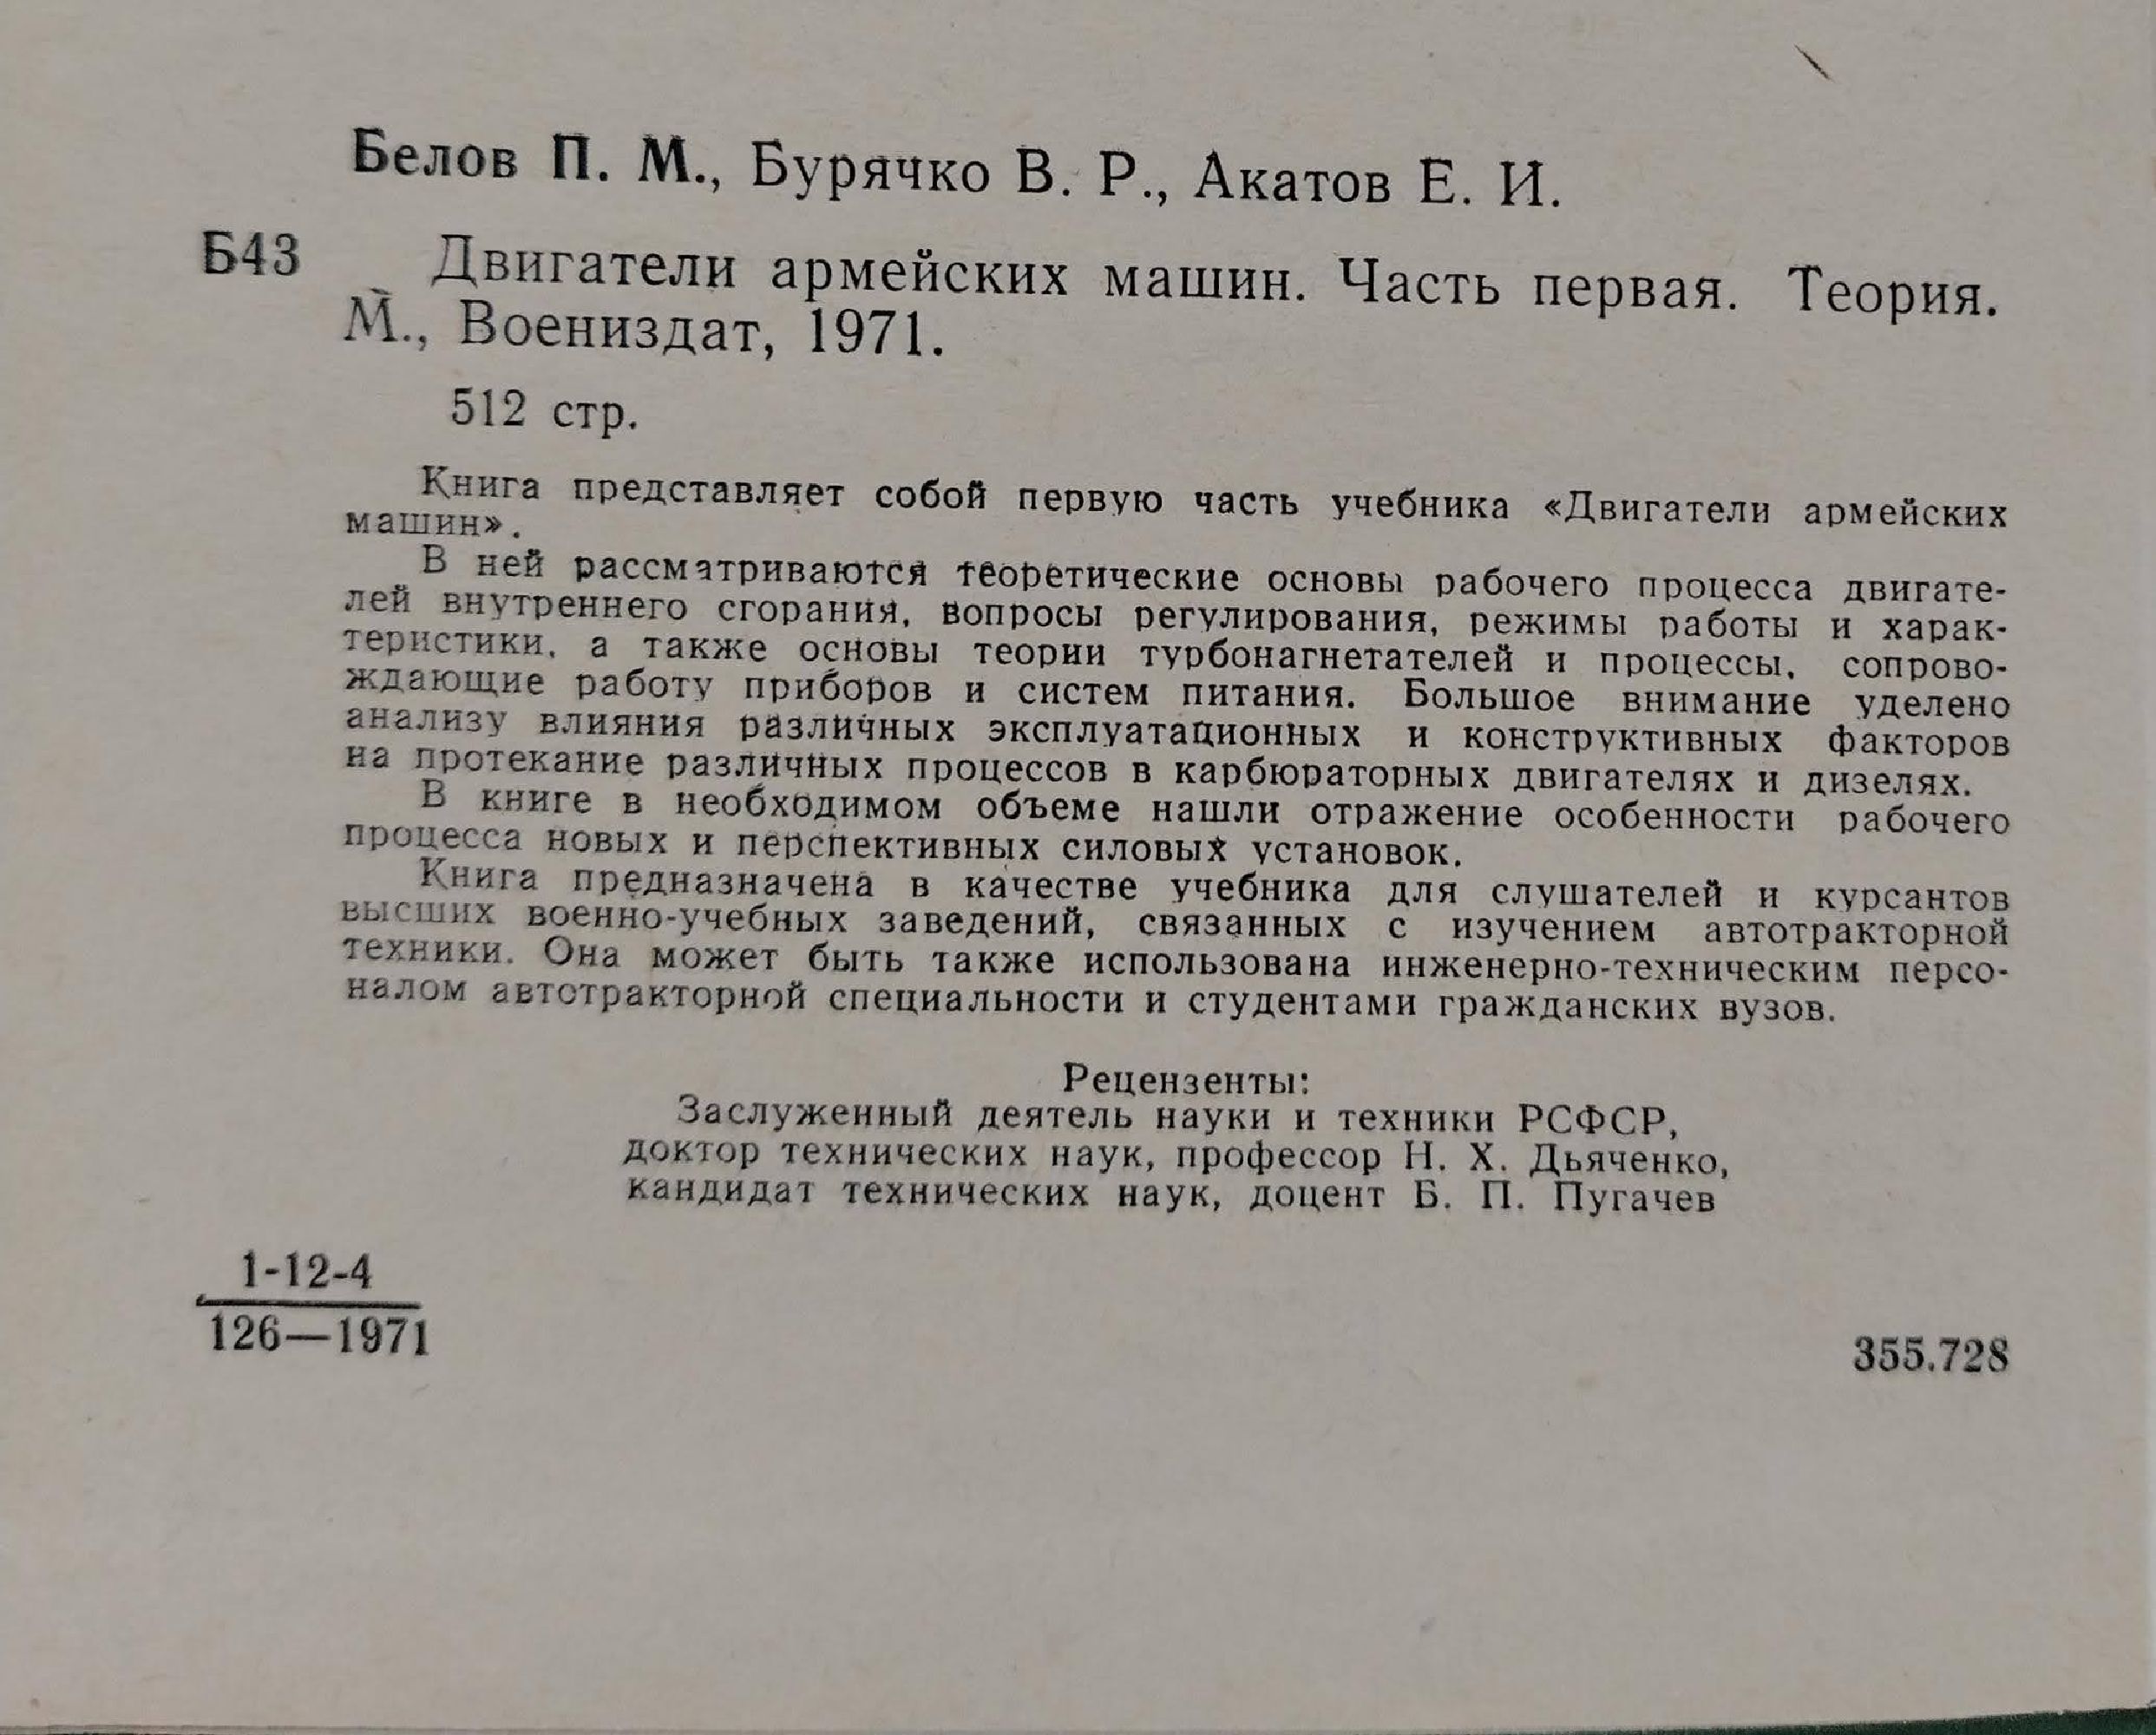 Белов П. М., Бурячко В. Р., Акатов Е. И.
Б43 Двигатели армейских машин. Часть первая. Теория.
М., Воениздат, 1971.
512 стр.
Книга представляет собой первую часть учебника «Двигатели армейских
машин».
В ней рассматриваются теоретические основы рабочего процесса двигате-
лей внутреннего сгорания, вопросы регулирования, режимы работы и харак-
теристики, а также основы теории турбонагнетателей и процессы, сопрово-
ждающие работу приборов и систем питания. Большое внимание уделено
анализу влияния различных эксплуатационных и конструктивных факторов
на протекание различных процессов в карбюраторных двигателях и дизелях.
В книге в необходимом объеме нашли отражение особенности рабочего
процесса новых и перспективных силовых установок.
Книга предназначена в качестве учебника для слушателей и курсантов
высших военно-учебных заведений, связанных с изучением автотракторной
техники. Она может быть также использована инженерно-техническим персо-
налом автотракторной специальности и студентами гражданских вузов.
Рецензенты:
Заслуженный деятель науки и техники РСФСР,
доктор технических наук, профессор Н. Х. Дьяченко,
кандидат технических наук, доцент Б. П. Пугачев
1-12-4
126—1971
355.728